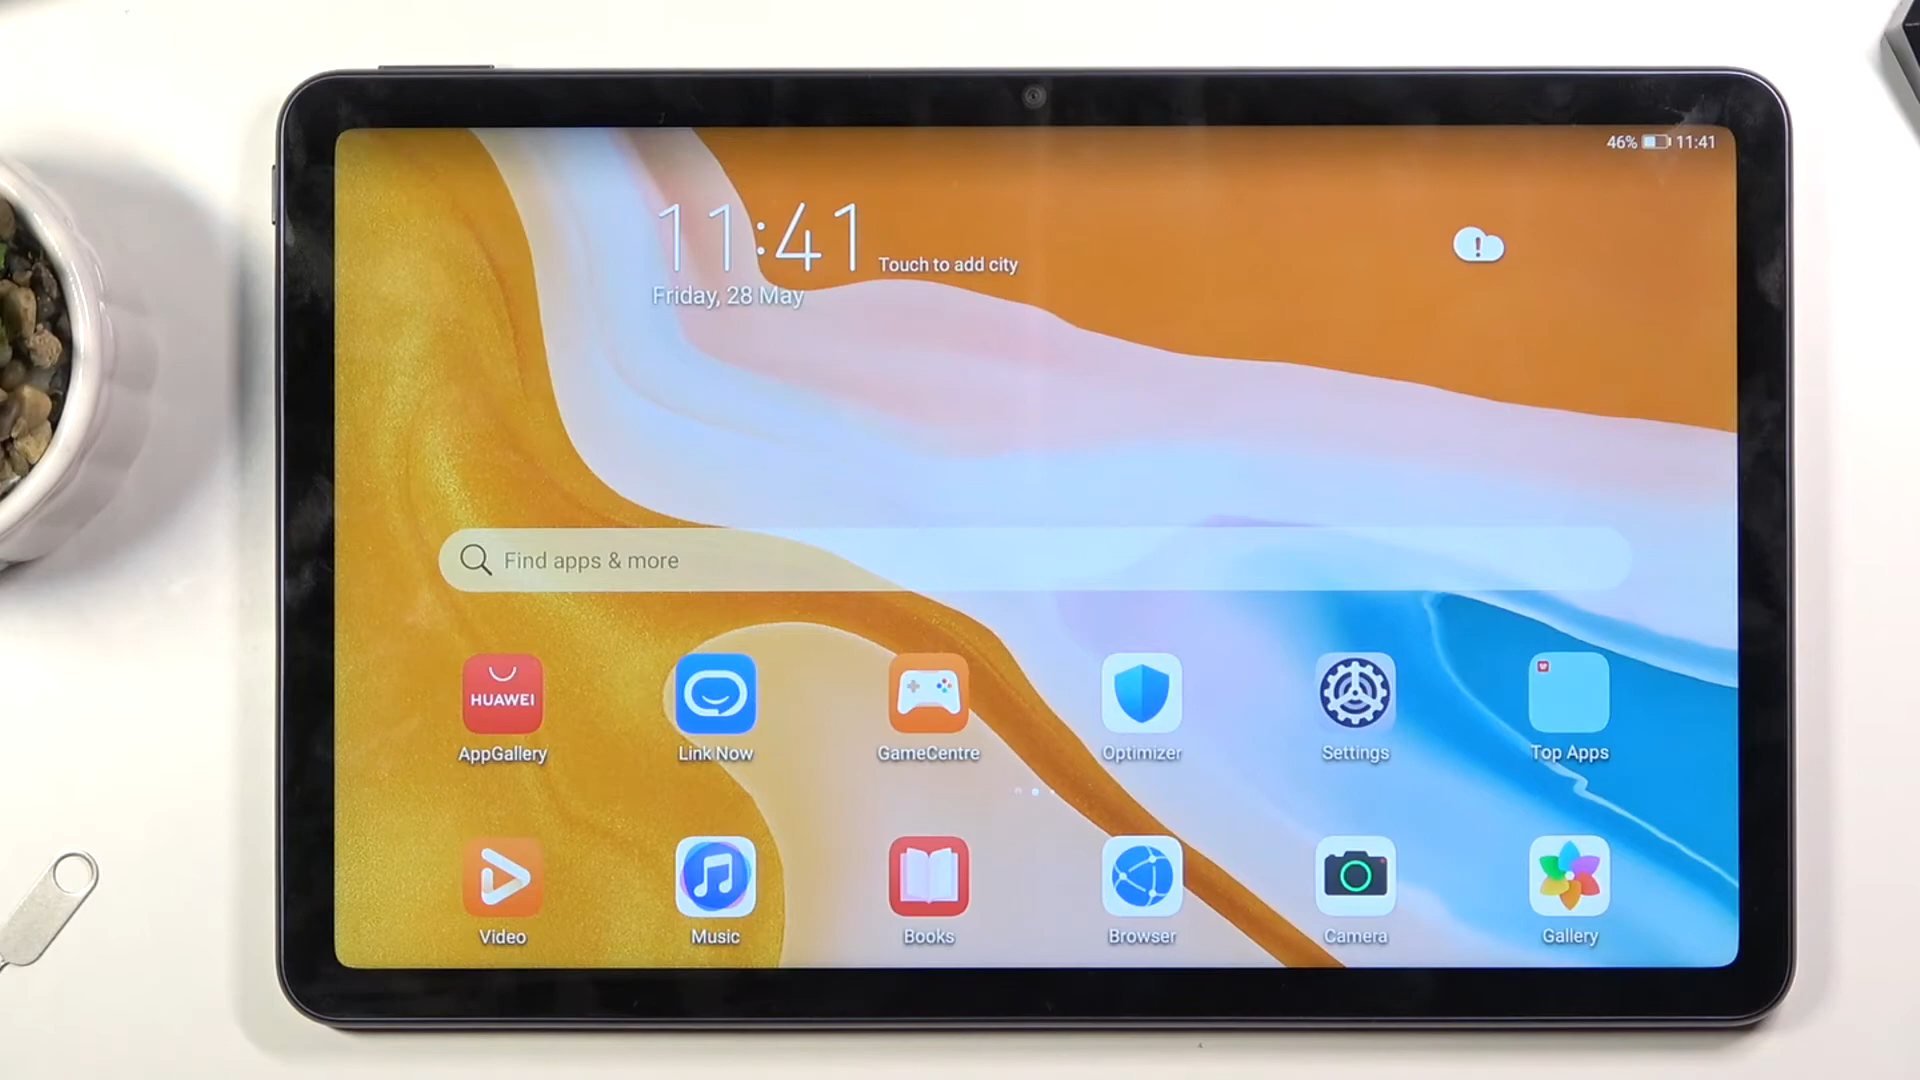 46% 11:41
11:41 Touch to add city
Friday, 28 May
Find apps & more
HUAWEI
AppGallery Link Now GameCentre Optimizer Settings Top Apps
Video Music Books Browser Camera Gallery